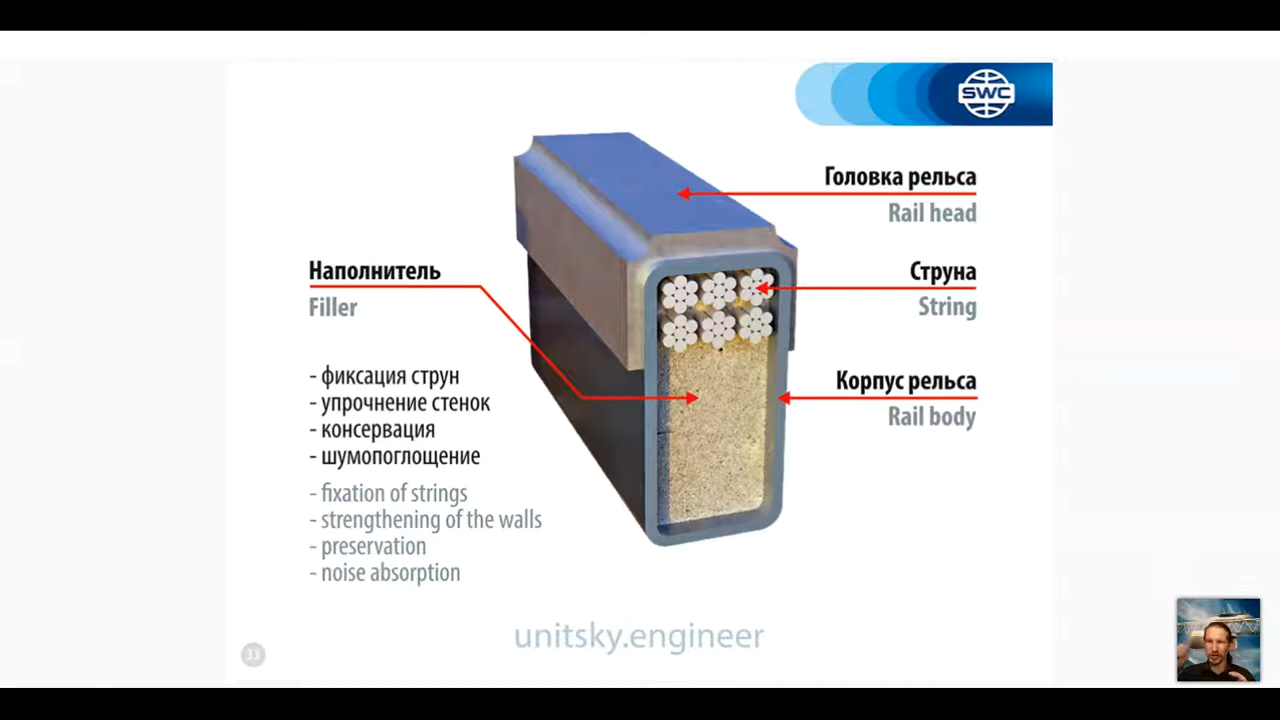 SWC
Головка рельса
Rail head
Наполнитель
Filler
Струна
String
Корпус рельса
Rail body
- фиксация струн
- упрочнение стенок
- консервация
- шумопоглощение
- fixation of strings
- strengthening of the walls
- preservation
- noise absorption
unitsky.engineer
33